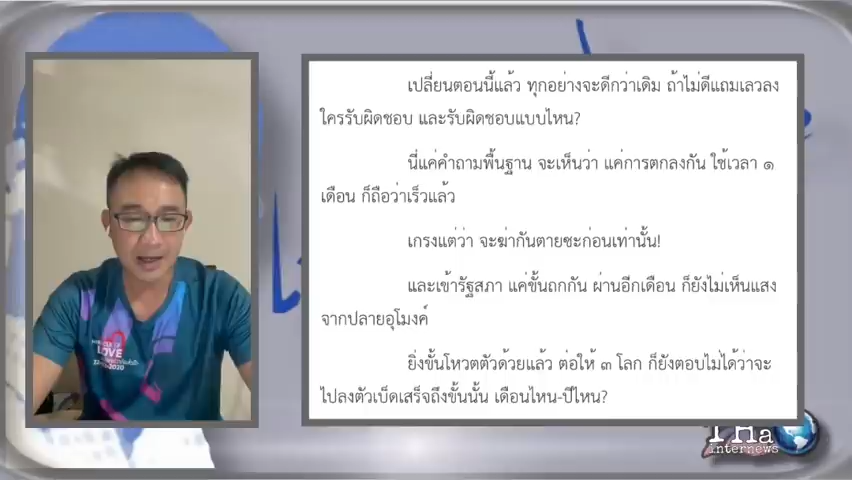 เปลี่ยนตอนนี้แล้ว ทุกอย่างจะดีกว่าเดิม ถ้าไม่ดีแถมเลวลง
ใครรับผิดชอบ และรับผิดชอบแบบไหน?
นี่แค่คำถามพื้นฐาน จะเห็นว่า แค่การตกลงกัน ใช้เวลา ๑
เดือน ก็ถือว่าเร็วแล้ว
เกรงแต่ว่า จะฆ่ากันตายซะก่อนเท่านั้น!
และเข้ารัฐสภา แค่ขั้นถกกัน ผ่านอีกเดือน ก็ยังไม่เห็นแสง
จากปลายอุโมงค์
ยิ่งขั้นโหวตตัวด้วยแล้ว ต่อให้ ๓ โลก ก็ยังตอบไม่ได้ว่าจะ
ไปลงตัวเบ็ดเสร็จถึงขั้นนั้น เดือนไหน-ปีไหน?
LOVE
internews